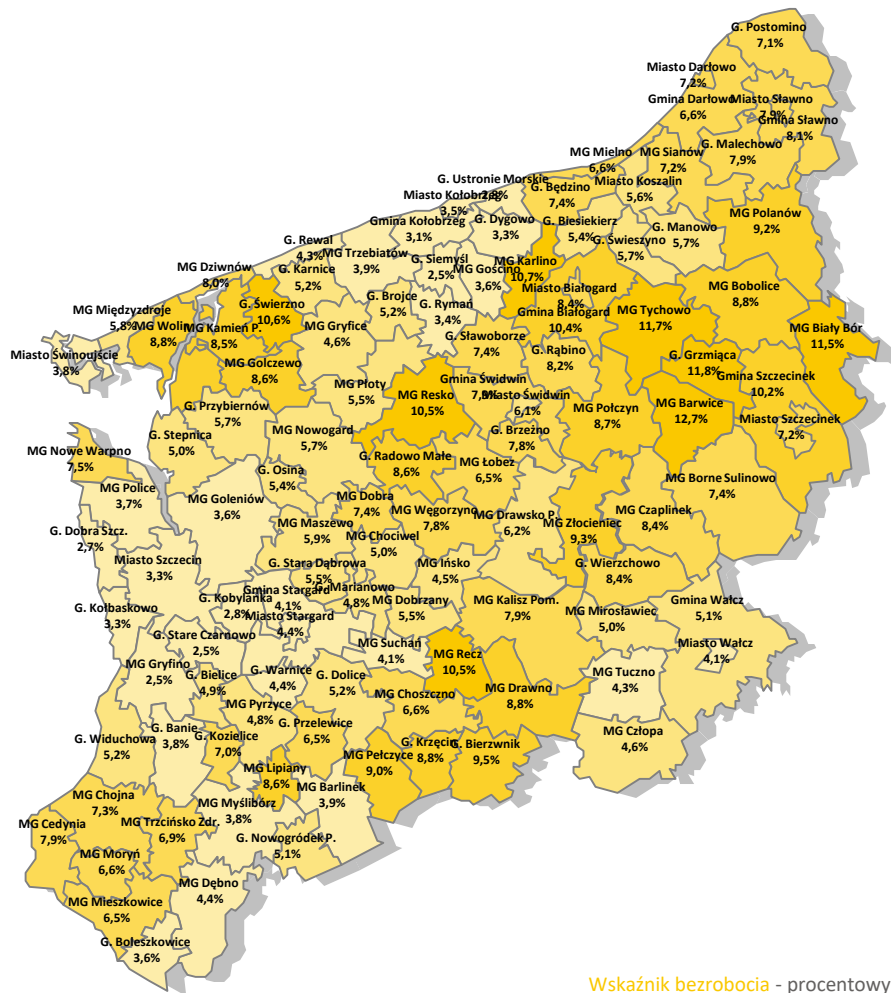 G. Postomino
7,1%
Miasto Darłowo
7,2%
Gmina Darłowo
6,6%
Miasto Sławno
7,9%
Gmina Sławno
8,1%
G. Malechowo
7,9%
MG Mielno
6,6%
MG Sianów
7,2%
G. Ustronie Morskie
2,8%
G. Będzino
7,4%
Miasto Koszalin
5,6%
Miasto Kołobrzeg
3,5%
Gmina Kołobrzeg
3,1%
G. Dygowo
3,3%
G. Biesiekierz
5,4%
G. Manowo
5,7%
MG Polanów
9,2%
G. Świeszyno
5,7%
G. Rewal
4,3%
MG Trzebiatów
3,9%
G. Siemyśl
2,5%
MG Gościno
3,6%
MG Karlino
10,7%
MG Dziwnów
8,0%
G. Karnice
5,2%
Miasto Białogard
8,4%
MG Bobolice
8,8%
MG Międzyzdroje
5,8%
G. Świerzno
10,6%
G. Brojce
5,2%
G. Rymań
3,4%
Gmina Białogard
10,4%
MG Tychowo
11,7%
MG Wolin
8,8%
MG Kamień P.
8,5%
MG Gryfice
4,6%
G. Sławoborze
7,4%
MG Biały Bór
11,5%
Miasto Świnoujście
3,8%
MG Golczewo
8,6%
G. Rąbino
8,2%
G. Grzmiąca
11,8%
Gmina Szczecinek
10,2%
MG Płoty
5,5%
MG Resko
10,5%
Gmina Świdwin
Miasto Świdwin
6,1%
MG Połczyn
8,7%
MG Barwice
12,7%
Miasto Szczecinek
7,2%
G. Przybiernów
5,7%
G. Stepnica
5,0%
MG Nowogard
5,7%
G. Brzeżno
7,8%
MG Nowe Warpno
7,5%
G. Radowo Małe
8,6%
MG Łobez
6,5%
G. Osina
5,4%
MG Borne Sulinowo
7,4%
MG Police
3,7%
MG Goleniów
3,6%
MG Dobra
7,4%
MG Węgorzyno
7,8%
MG Drawsko P.
6,2%
MG Złocieniec
9,3%
MG Czaplinek
8,4%
MG Maszewo
5,9%
MG Chociwel
5,0%
G. Dobra Szcz.
2,7%
Miasto Szczecin
3,3%
G. Stara Dąbrowa
5,5%
MG Ińsko
4,5%
G. Wierzchowo
8,4%
G. Kobylanka
2,8%
Gmina Stargard
4,1%
G. Marianowo
4,8%
MG Dobrzany
5,5%
MG Kalisz Pom.
7,9%
MG Mirosławiec
5,0%
Gmina Wałcz
5,1%
G. Kołbaskowo
3,3%
Miasto Stargard
4,4%
G. Stare Czarnowo
2,5%
MG Suchań
4,1%
MG Recz
10,5%
Miasto Wałcz
4,1%
MG Gryfino
2,5%
G. Bielice
4,9%
G. Warnice
4,4%
G. Dolice
5,2%
MG Tuczno
4,3%
MG Drawno
8,8%
MG Choszczno
6,6%
MG Pyrzyce
4,8%
G. Przelewice
6,5%
G. Banie
3,8%
G. Kozielice
7,0%
G. Widuchowa
5,2%
MG Człopa
4,6%
G. Krzęcin
8,8%
G. Bierzwnik
9,5%
MG Pełczyce
9,0%
MG Lipiany
8,6%
MG Barlinek
3,9%
MG Chojna
7,3%
MG Myślibórz
3,8%
MG Cedynia
7,9%
MG Trzcińsko Zdr.
6,9%
G. Nowogródek P.
5,1%
MG Moryń
6,6%
MG Dębno
4,4%
MG Mieszkowice
6,5%
G. Boleszkowice
3,6%
Wskaźnik bezrobocia - procentowy